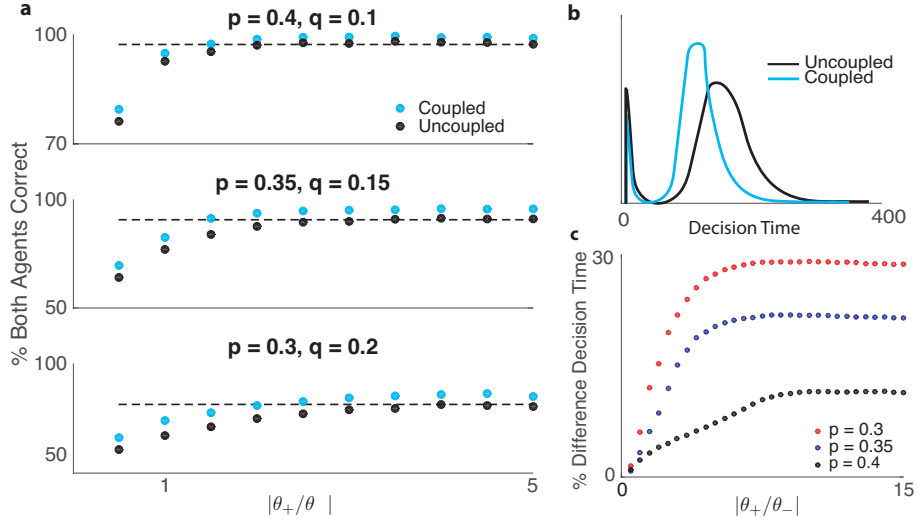 a
p = 0.4, q = 0.1
100
70
Coupled
Uncoupled
p = 0.35, q = 0.15
100
50
p = 0.3, q = 0.2
100
50
1
5
|θ+/θ |
% Both Agents Correct
b
Uncoupled
Coupled
0
Decision Time
400
c
30
0
% Difference Decision Time
p = 0.3
p = 0.35
p = 0.4
0
|θ+/θ−|
15